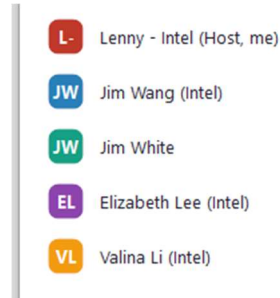 L- Lenny - Intel (Host, me)
JW Jim Wang (Intel)
JW Jim White
EL Elizabeth Lee (Intel)
VL Valina Li (Intel)